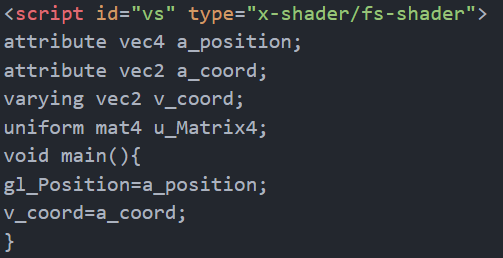 <script id="vs" type="x-shader/fs-shader">
attribute vec4 a_position;
attribute vec2 a_coord;
varying vec2 v_coord;
uniform mat4 u_Matrix4;
void main(){
gl_Position=a_position;
v_coord=a_coord;
}